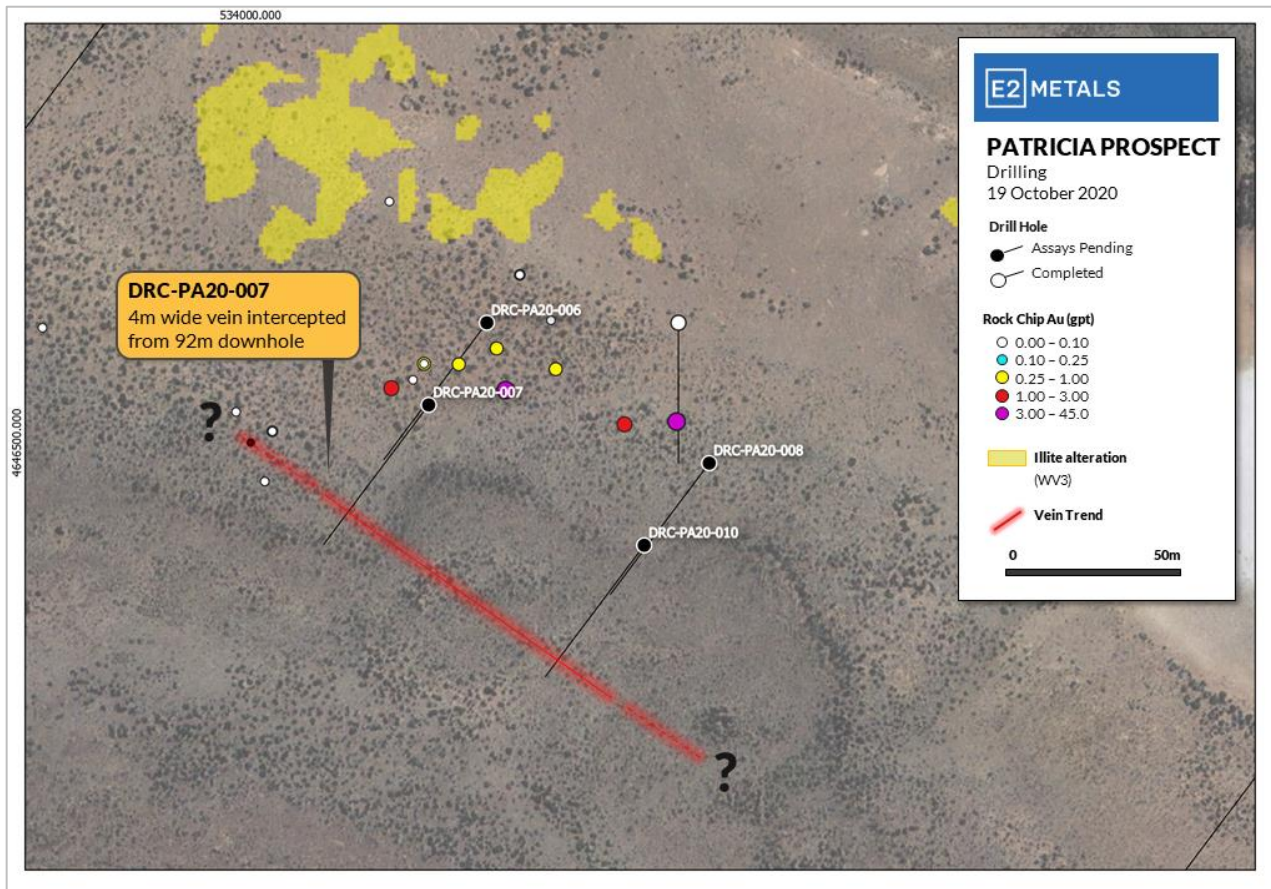 534000.000
4646500.000
E2 METALS
PATRICIA PROSPECT
Drilling
19 October 2020
Drill Hole
Assays Pending
Completed
Rock Chip Au (gpt)
0.00 – 0.10
0.10 – 0.25
0.25 – 1.00
1.00 – 3.00
3.00 – 45.0
Illite alteration
(WV3)
Vein Trend
0 50m
DRC-PA20-007
4m wide vein intercepted
from 92m downhole
DRC-PA20-006
DRC-PA20-007
DRC-PA20-008
DRC-PA20-010
?
?